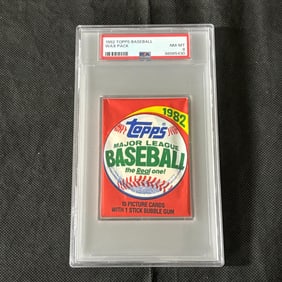 1982 TOPPS BASEBALL
WAX PACK
NM-MT
8
PSA
1982
TOPPS
MAJOR LEAGUE
BASEBALL
the Real one!
15 PICTURE CARDS
WITH 1 STICK BUBBLE GUM